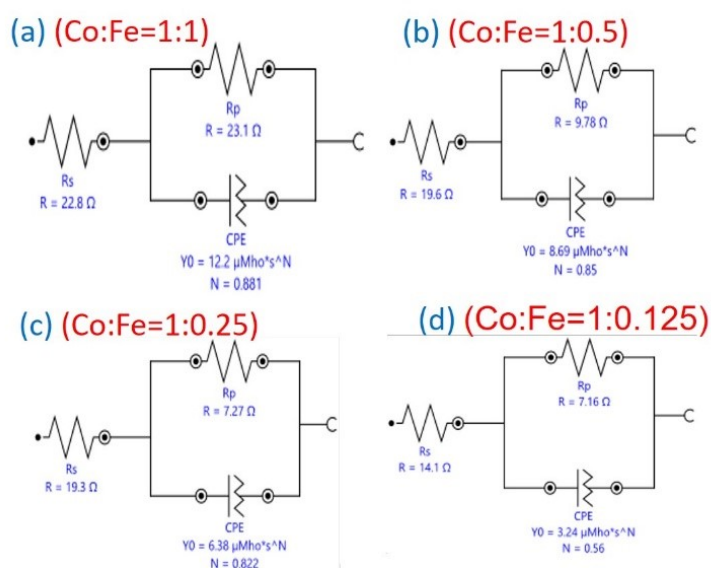 (a) (Co:Fe=1:1)
Rp
R = 23.1 Ω
Rs
R = 22.8 Ω
CPE
Y0 = 12.2 µMho*s^N
N = 0.881
(b) (Co:Fe=1:0.5)
Rp
R = 9.78 Ω
Rs
R = 19.6 Ω
CPE
Y0 = 8.69 µMho*s^N
N = 0.85
(c) (Co:Fe=1:0.25)
Rp
R = 7.27 Ω
Rs
R = 19.3 Ω
CPE
Y0 = 6.38 µMho*s^N
N = 0.822
(d) (Co:Fe=1:0.125)
Rp
R = 7.16 Ω
Rs
R = 14.1 Ω
CPE
Y0 = 3.24 µMho*s^N
N = 0.56